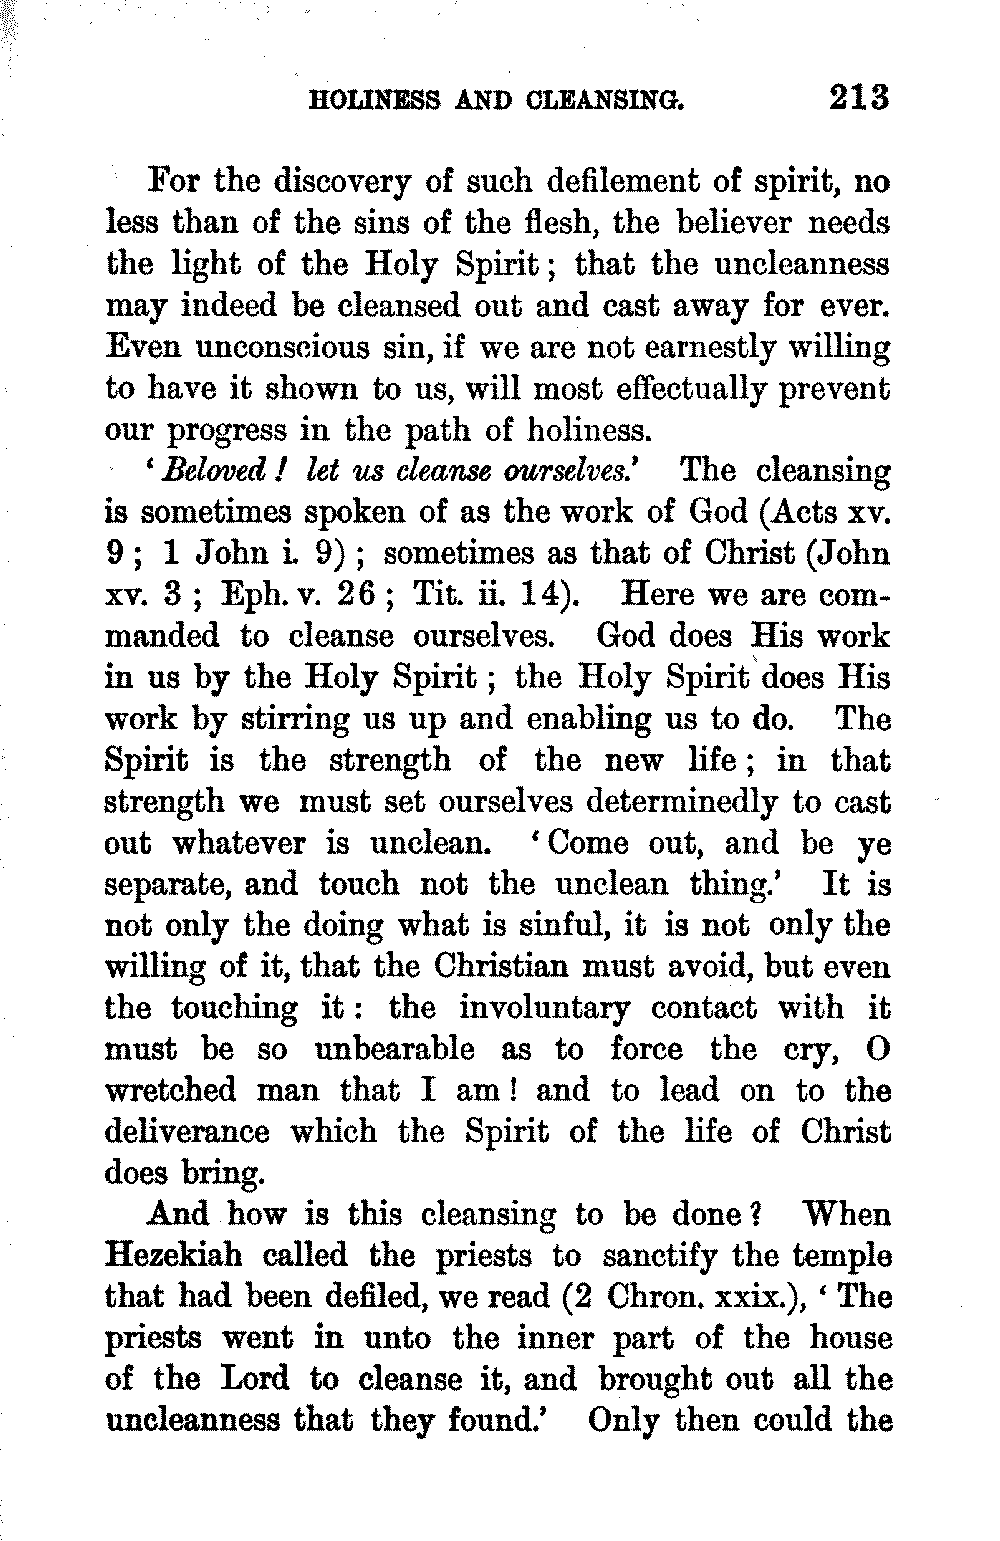 HOLINESS AND CLEANSING. 213
For the discovery of such defilement of spirit, no
less than of the sins of the flesh, the believer needs
the light of the Holy Spirit ; that the uncleanness
may indeed be cleansed out and cast away for ever.
Even unconscious sin, if we are not earnestly willing
to have it shown to us, will most effectually prevent
our progress in the path of holiness.
‘ Beloved ! let us cleanse ourselves.’ The cleansing
is sometimes spoken of as the work of God (Acts xv.
9 ; 1 John i. 9) ; sometimes as that of Christ (John
xv. 3 ; Eph. v. 26 ; Tit. ii. 14). Here we are com-
manded to cleanse ourselves. God does His work
in us by the Holy Spirit ; the Holy Spirit does His
work by stirring us up and enabling us to do. The
Spirit is the strength of the new life ; in that
strength we must set ourselves determinedly to cast
out whatever is unclean. ‘ Come out, and be ye
separate, and touch not the unclean thing.’ It is
not only the doing what is sinful, it is not only the
willing of it, that the Christian must avoid, but even
the touching it : the involuntary contact with it
must be so unbearable as to force the cry, O
wretched man that I am ! and to lead on to the
deliverance which the Spirit of the life of Christ
does bring.
And how is this cleansing to be done ? When
Hezekiah called the priests to sanctify the temple
that had been defiled, we read (2 Chron. xxix.), ‘ The
priests went in unto the inner part of the house
of the Lord to cleanse it, and brought out all the
uncleanness that they found.’ Only then could the